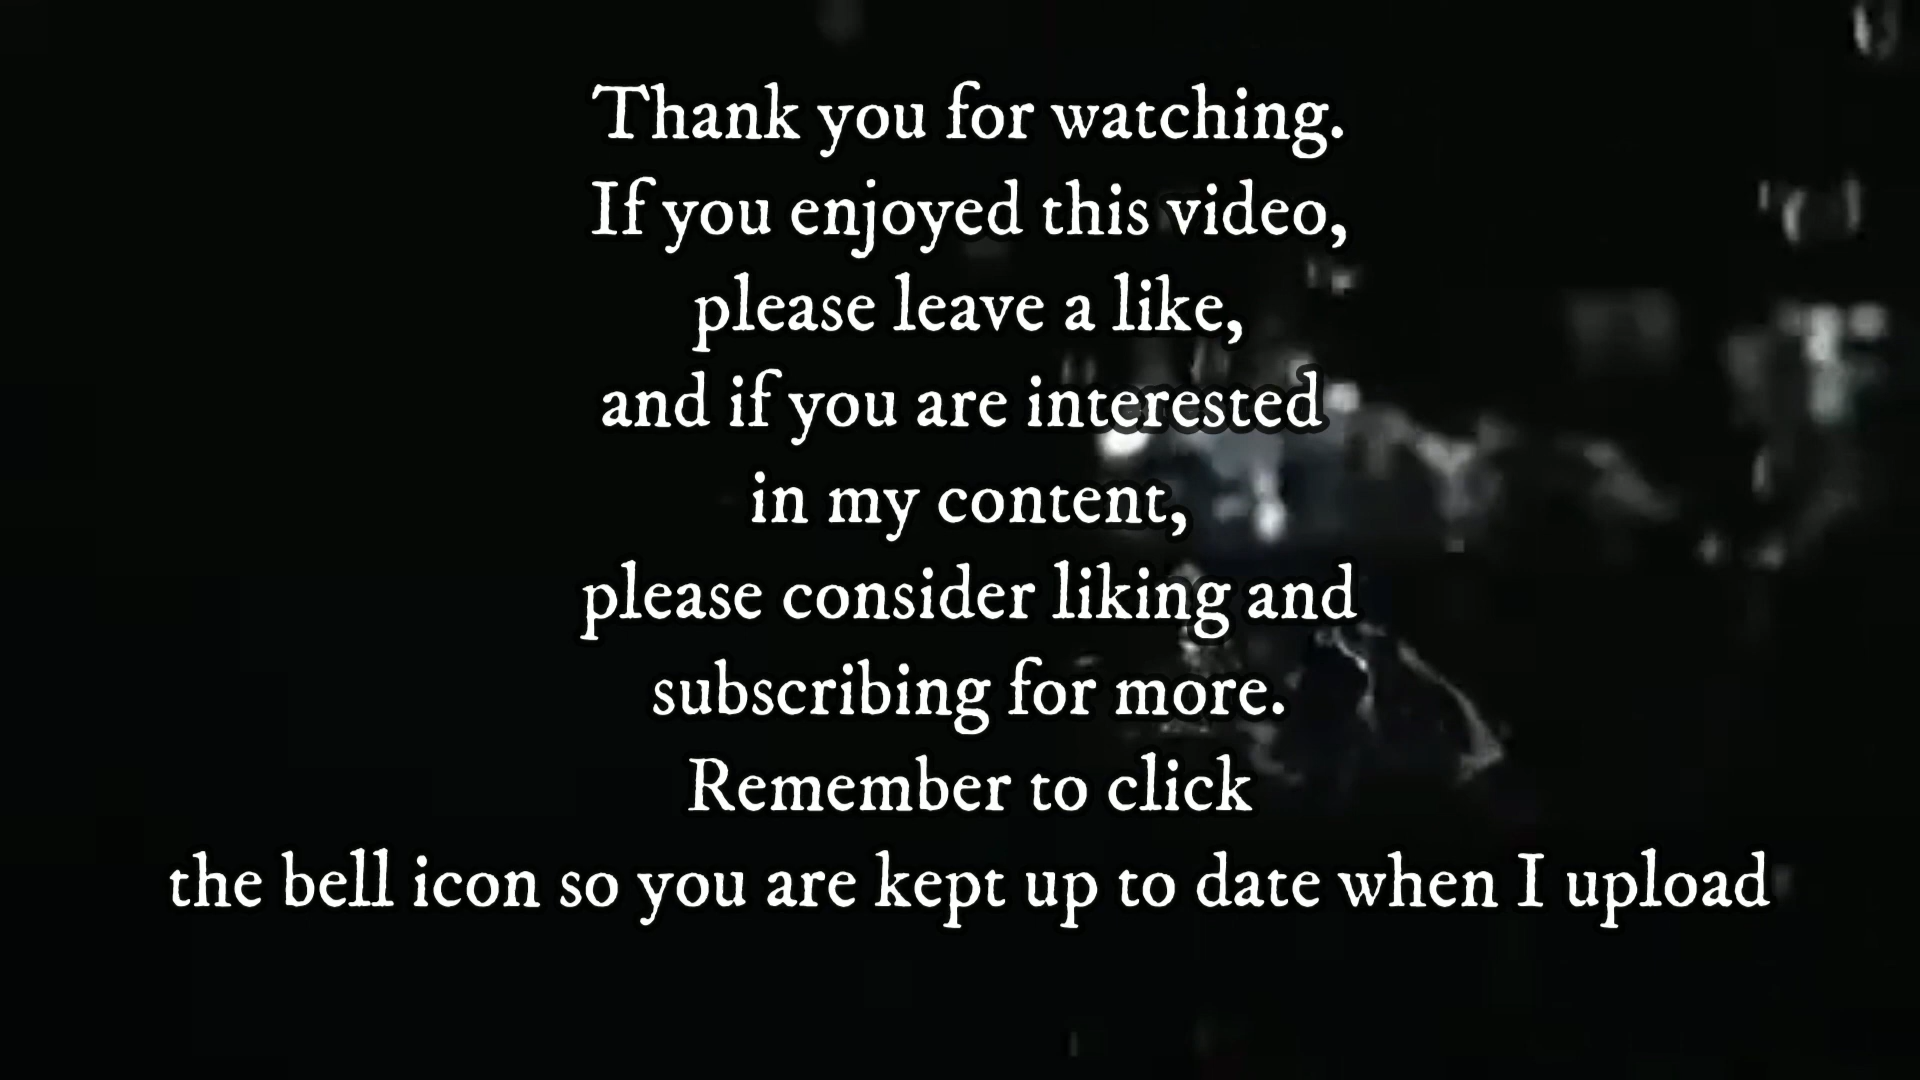 Thank you for watching.
If you enjoyed this video,
please leave a like,
and if you are interested
in my content,
please consider liking and
subscribing for more.
Remember to click
the bell icon so you are kept up to date when I upload